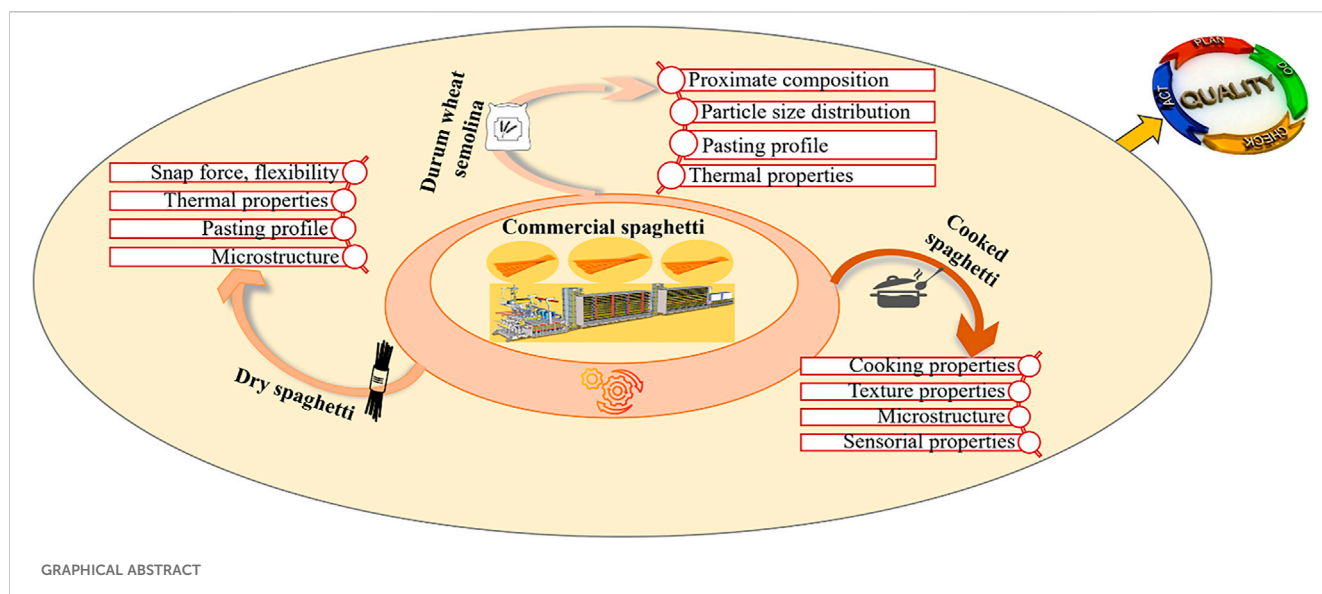 PLAN
DO
CHECK
ACT
QUALITY
Durum wheat
semolina
Proximate composition
Particle size distribution
Pasting profile
Thermal properties
Snap force, flexibility
Thermal properties
Pasting profile
Microstructure
Commercial spaghetti
Cooked
spaghetti
Dry spaghetti
Cooking properties
Texture properties
Microstructure
Sensorial properties
GRAPHICAL ABSTRACT